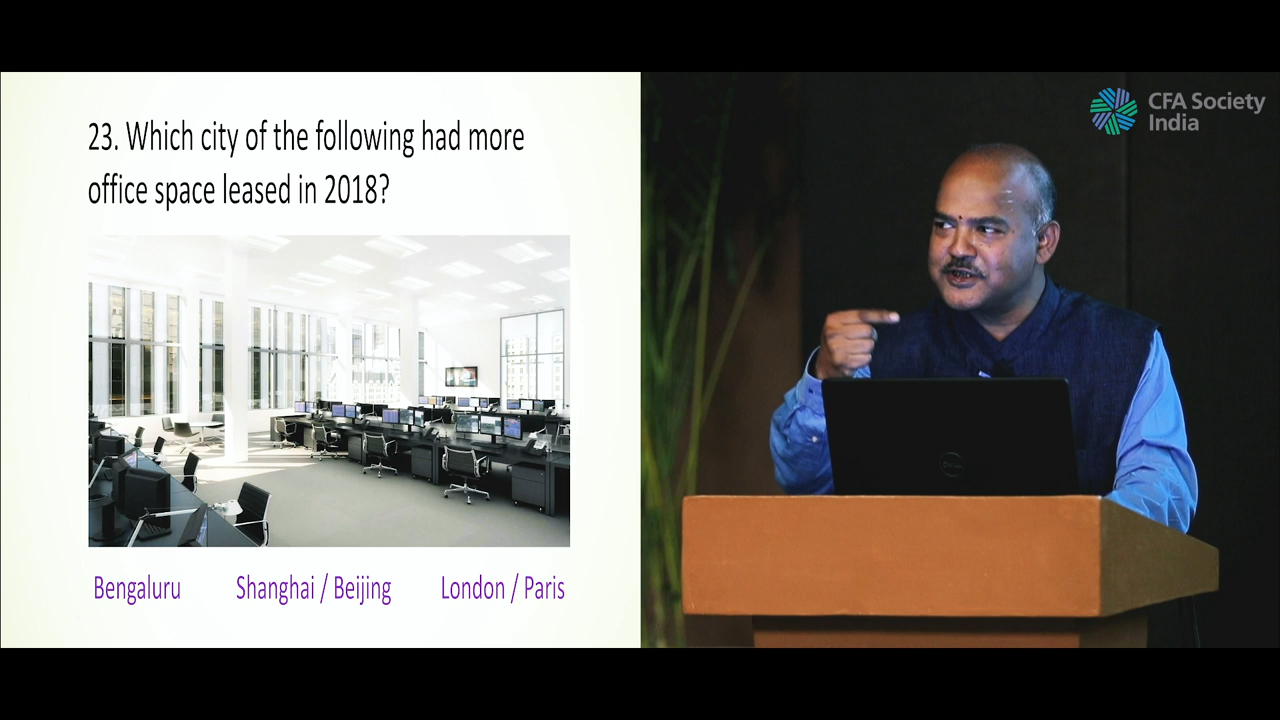 23. Which city of the following had more
office space leased in 2018?
Bengaluru
Shanghai / Beijing
London / Paris
CFA Society
India